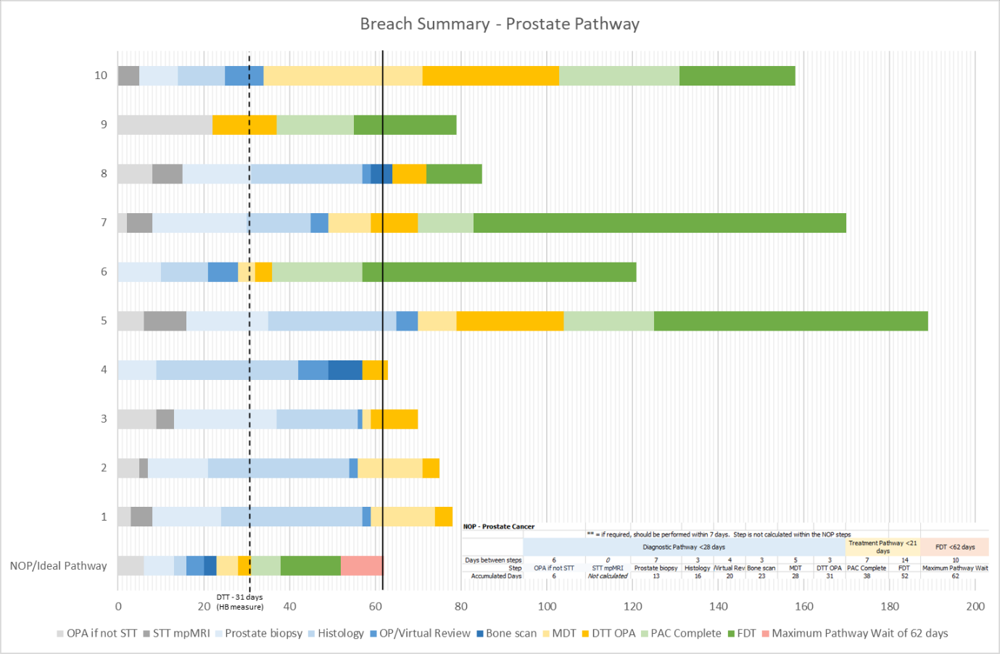 Breach Summary - Prostate Pathway
10
9
8
7
6
5
4
3
2
1
NOP/Ideal Pathway
NOP - Prostate Cancer
** = if required, should be performed within 7 days. Step is not calculated within the NOP steps
Diagnostic Pathway <28 days
Treatment Pathway <21 days
FDT <62 days
Days between steps 6 0 7 3 4 3 5 3 7 14 10
Step OPA if not STT STT mpMRI Prostate biopsy Histology Virtual Rev Bone scan MDT DTT OPA PAC Complete FDT Maximum Pathway Wait
Accumulated Days 6 Not calculated 13 16 20 23 28 31 38 52 62
DTT - 31 days
(HB measure)
0 20 40 60 80 100 120 140 160 180 200
OPA if not STT STT mpMRI Prostate biopsy Histology OP/Virtual Review Bone scan MDT DTT OPA PAC Complete FDT Maximum Pathway Wait of 62 days